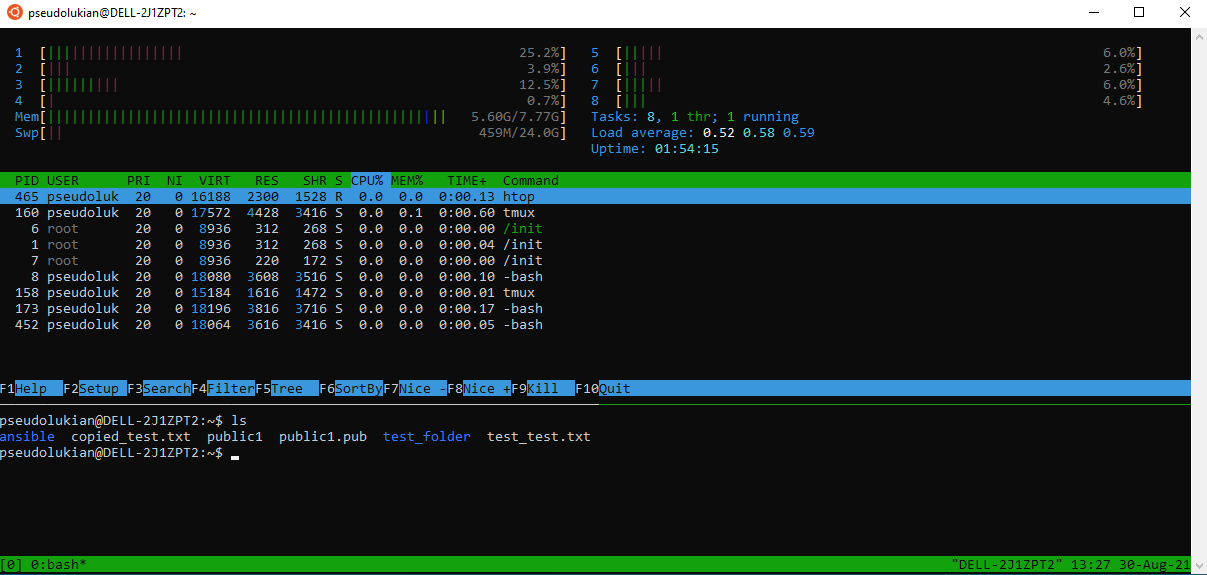 pseudolukian@DELL-2J1ZPT2: ~
1 [||||||||||||||||| 25.2%] 5 [||||| 6.0%]
2 [||| 3.9%] 6 [||| 2.6%]
3 [||||||||| 12.5%] 7 [||||| 6.0%]
4 [| 0.7%] 8 [||| 4.6%]
Mem[|||||||||||||||||||||||||||||||||||||||||||||||||| 5.60G/7.77G] Tasks: 8, 1 thr; 1 running
Swp[|| 459M/24.0G] Load average: 0.52 0.58 0.59
Uptime: 01:54:15
PID USER PRI NI VIRT RES SHR S CPU% MEM% TIME+ Command
465 pseudoluk 20 0 16188 2300 1528 R 0.0 0.0 0:00.13 htop
160 pseudoluk 20 0 17572 4428 3416 S 0.0 0.1 0:00.60 tmux
6 root 20 0 8936 312 268 S 0.0 0.0 0:00.00 /init
1 root 20 0 8936 312 268 S 0.0 0.0 0:00.04 /init
7 root 20 0 8936 220 172 S 0.0 0.0 0:00.00 /init
8 pseudoluk 20 0 18080 3608 3516 S 0.0 0.0 0:00.10 -bash
158 pseudoluk 20 0 15184 1616 1472 S 0.0 0.0 0:00.01 tmux
173 pseudoluk 20 0 18196 3816 3716 S 0.0 0.0 0:00.17 -bash
452 pseudoluk 20 0 18064 3616 3416 S 0.0 0.0 0:00.05 -bash
F1Help F2Setup F3SearchF4FilterF5Tree F6SortByF7Nice -F8Nice +F9Kill F10Quit
pseudolukian@DELL-2J1ZPT2:~$ ls
ansible copied_test.txt public1 public1.pub test_folder test_test.txt
pseudolukian@DELL-2J1ZPT2:~$
[0] 0:bash* "DELL-2J1ZPT2" 13:27 30-Aug-21